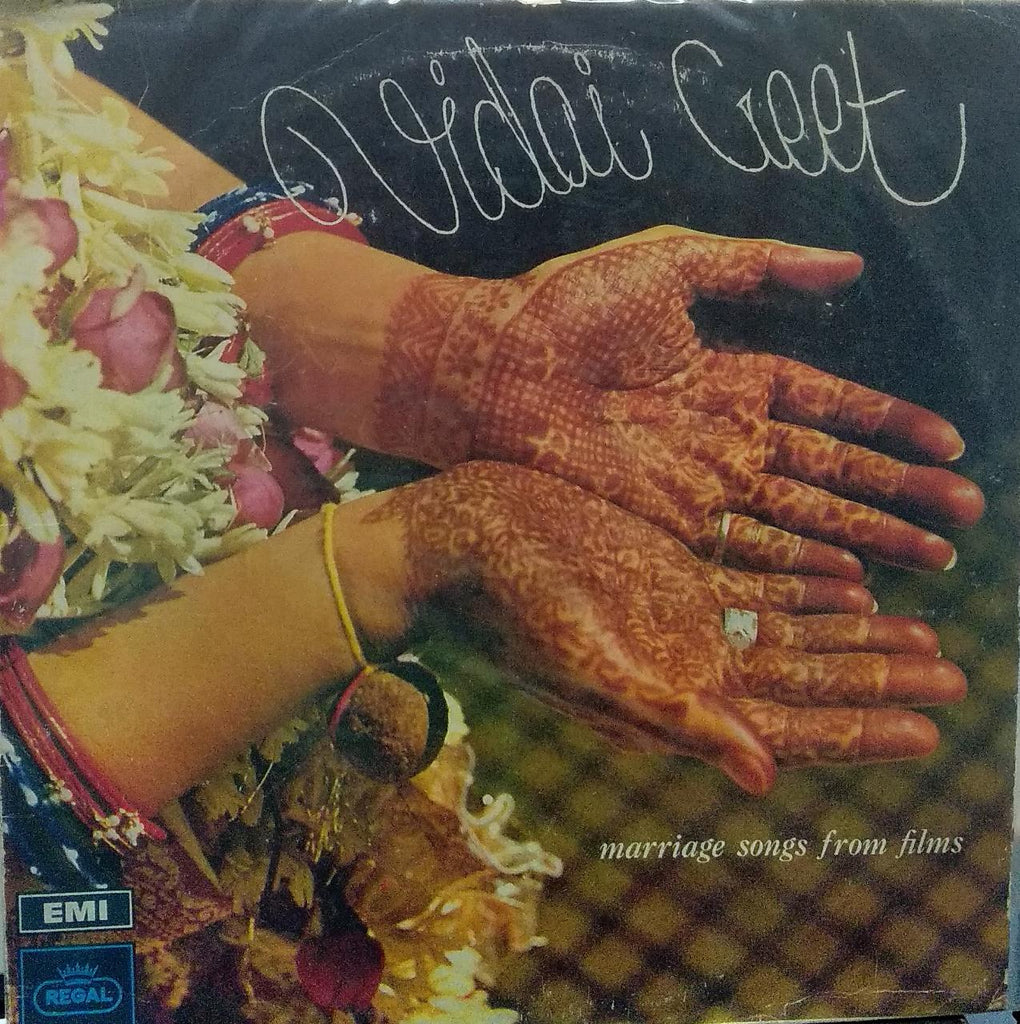 Vidai Geet
marriage songs from films
EMI
REGAL